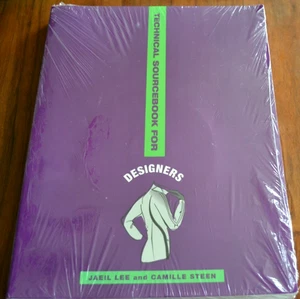 TECHNICAL SOURCEBOOK FOR
DESIGNERS
JAEIL LEE and CAMILLE STEEN